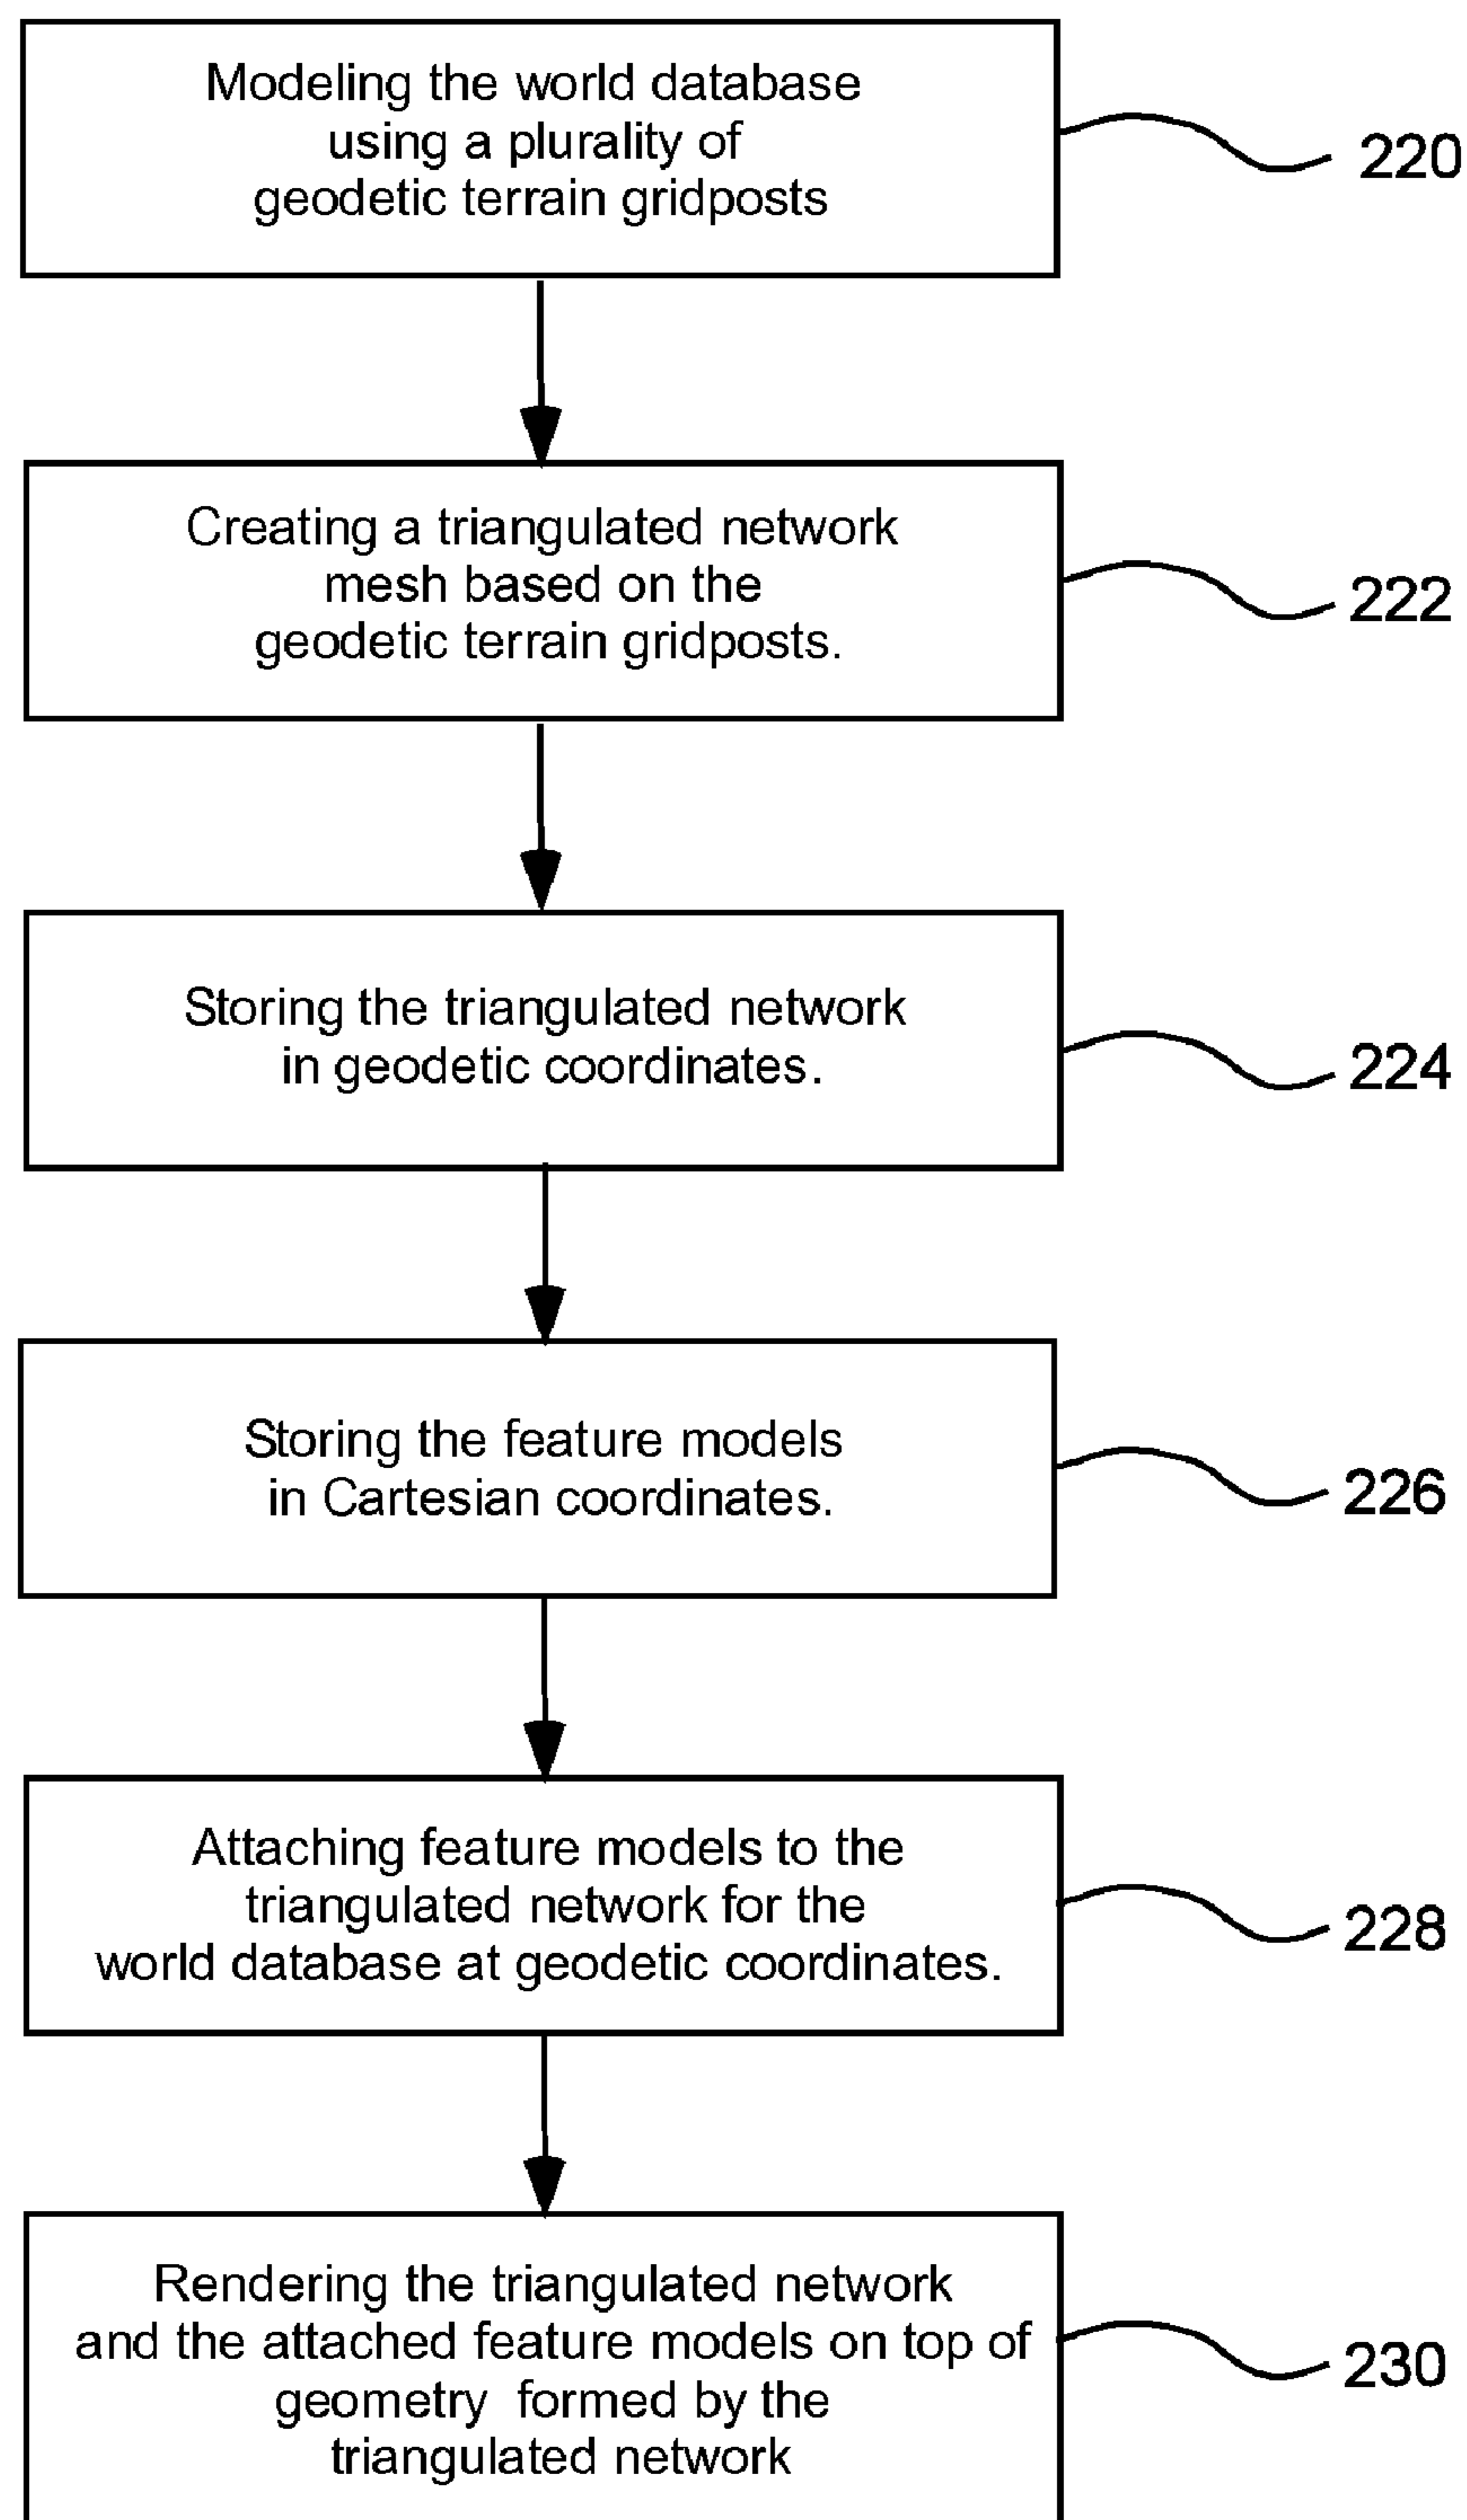 Modeling the world database
using a plurality of
geodetic terrain gridposts
220
Creating a triangulated network
mesh based on the
geodetic terrain gridposts.
222
Storing the triangulated network
in geodetic coordinates.
224
Storing the feature models
in Cartesian coordinates.
226
Attaching feature models to the
triangulated network for the
world database at geodetic coordinates.
228
Rendering the triangulated network
and the attached feature models on top of
geometry formed by the
triangulated network
230